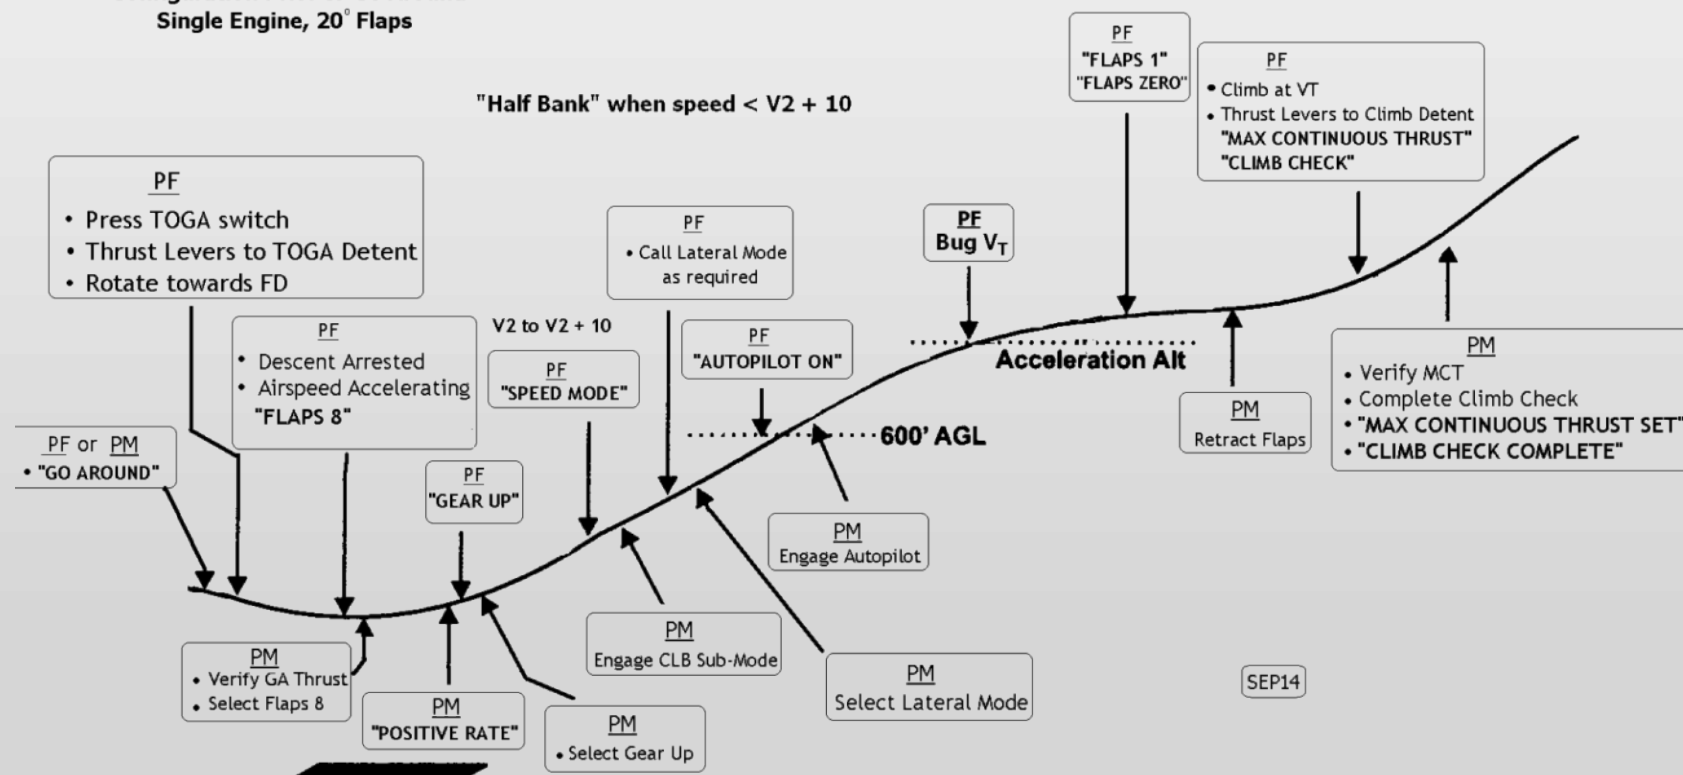 Single Engine, 20° Flaps
"Half Bank" when speed < V2 + 10
PF
• Press TOGA switch
• Thrust Levers to TOGA Detent
• Rotate towards FD
PF
• Descent Arrested
• Airspeed Accelerating
"FLAPS 8"
PF or PM
• "GO AROUND"
PF
"GEAR UP"
V2 to V2 + 10
PF
"SPEED MODE"
PF
• Call Lateral Mode
as required
PF
"AUTOPILOT ON"
PF
Bug VT
PF
"FLAPS 1"
"FLAPS ZERO"
PF
• Climb at VT
• Thrust Levers to Climb Detent
"MAX CONTINUOUS THRUST"
"CLIMB CHECK"
Acceleration Alt
600' AGL
PM
• Verify GA Thrust
• Select Flaps 8
PM
"POSITIVE RATE"
PM
• Select Gear Up
PM
Engage CLB Sub-Mode
PM
Select Lateral Mode
PM
Engage Autopilot
PM
Retract Flaps
PM
• Verify MCT
• Complete Climb Check
• "MAX CONTINUOUS THRUST SET"
• "CLIMB CHECK COMPLETE"
SEP14